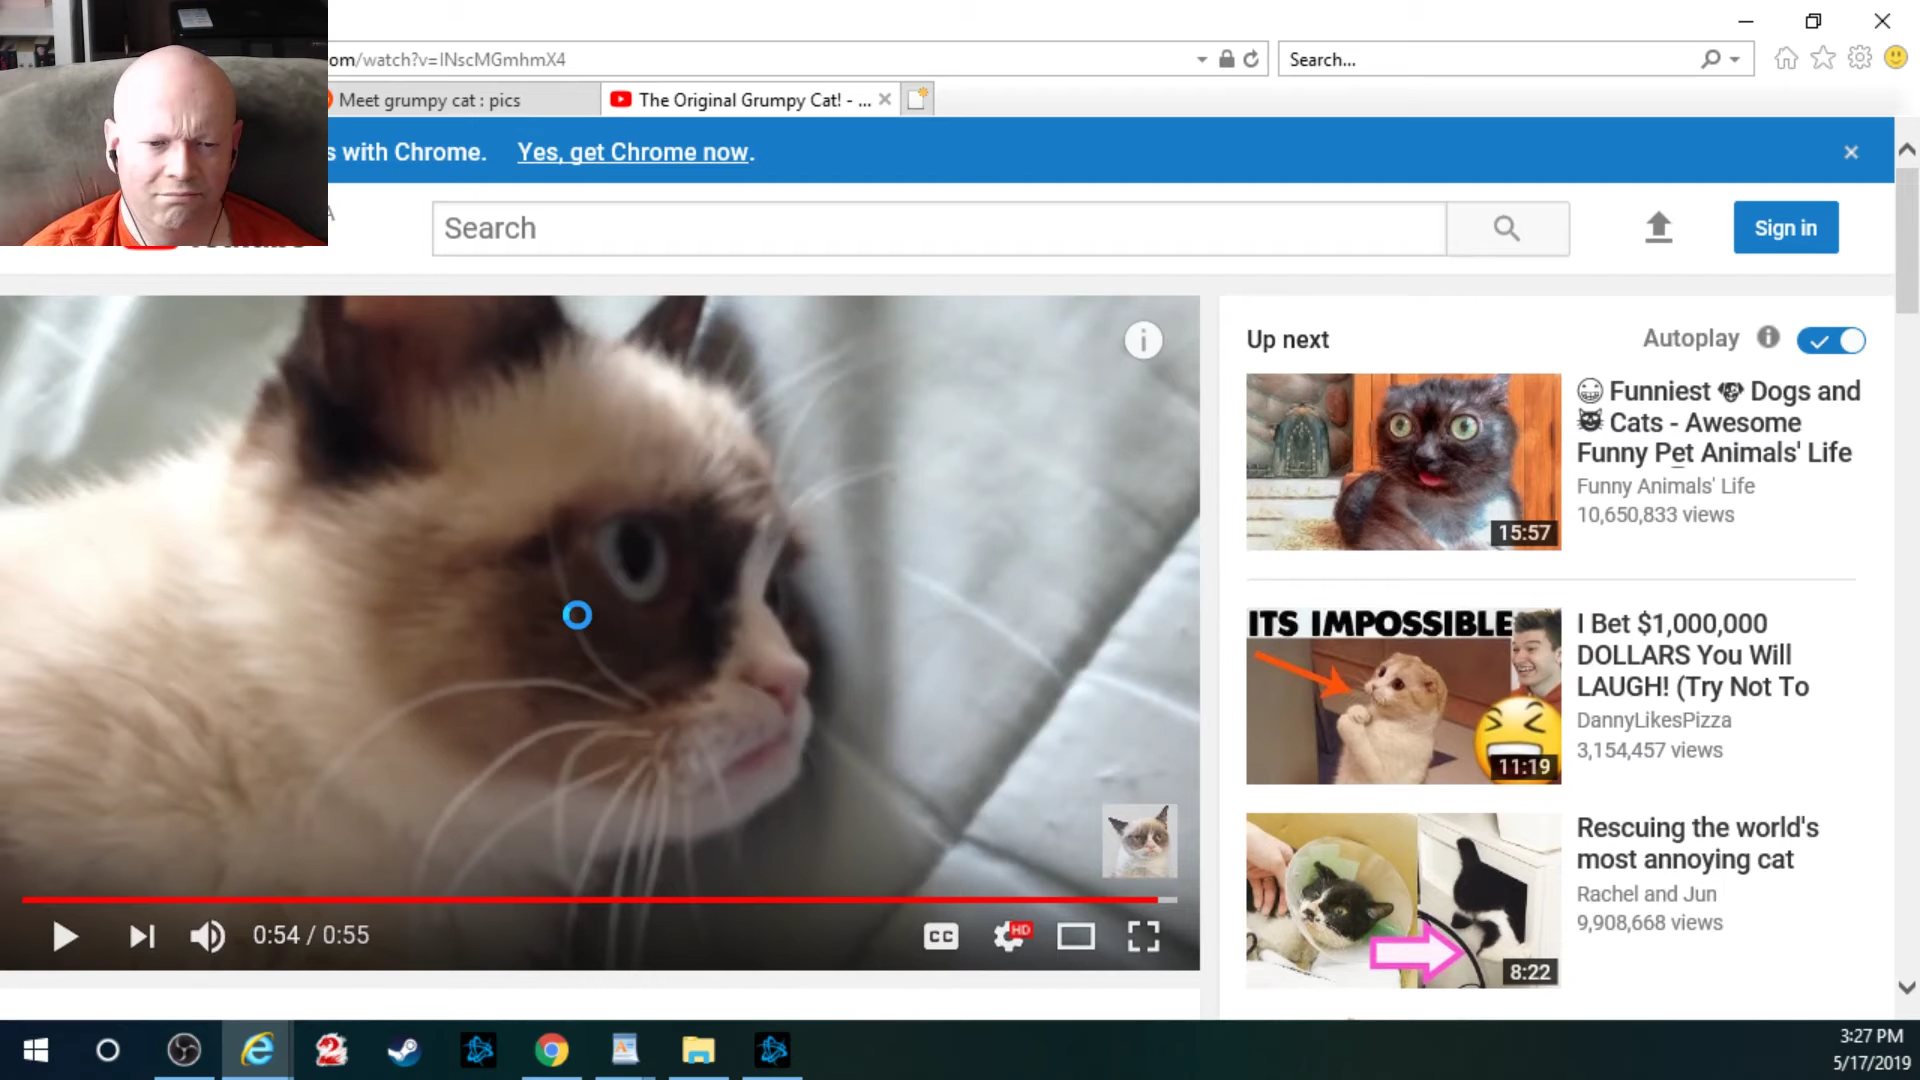 om/watch?v=INscMGmhmX4
Search...
Meet grumpy cat : pics
The Original Grumpy Cat! - ...
s with Chrome. Yes, get Chrome now.
Search
Sign in
Up next
Autoplay
Funniest Dogs and
Cats - Awesome
Funny Pet Animals' Life
Funny Animals' Life
10,650,833 views
15:57
ITS IMPOSSIBLE
I Bet $1,000,000
DOLLARS You Will
LAUGH! (Try Not To
DannyLikesPizza
3,154,457 views
11:19
Rescuing the world's
most annoying cat
Rachel and Jun
9,908,668 views
8:22
0:54 / 0:55
CC
HD
3:27 PM
5/17/2019